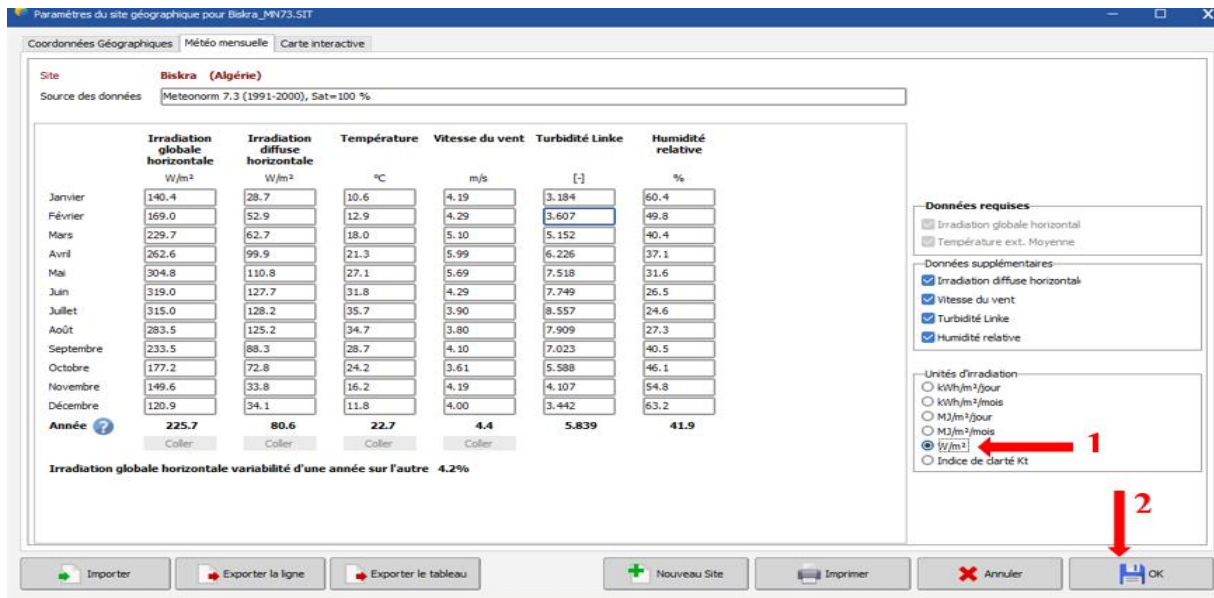 Paramètres du site géographique pour Biskra_MN73.SIT
Coordonnées Géographiques Météo mensuelle Carte interactive
Site Biskra (Algérie)
Source des données Meteonorm 7.3 (1991-2000), Sat=100 %
Irradiation globale horizontale Irradiation diffuse horizontale Température Vitesse du vent Turbidité Linke Humidité relative
W/m² W/m² °C m/s [-] %
Janvier 140.4 28.7 10.6 4.19 3.184 60.4
Février 169.0 52.9 12.9 4.29 3.607 49.8
Mars 229.7 62.7 18.0 5.10 5.152 40.4
Avril 262.6 99.9 21.3 5.99 6.226 37.1
Mai 304.8 110.8 27.1 5.69 7.518 31.6
Juin 319.0 127.7 31.8 4.29 7.749 26.5
Juillet 315.0 128.2 35.7 3.90 8.557 24.6
Août 283.5 125.2 34.7 3.80 7.909 27.3
Septembre 233.5 88.3 28.7 4.10 7.023 40.5
Octobre 177.2 72.8 24.2 3.61 5.588 46.1
Novembre 149.6 33.8 16.2 4.19 4.107 54.8
Décembre 120.9 34.1 11.8 4.00 3.442 63.2
Année ? 225.7 80.6 22.7 4.4 5.839 41.9
Coller Coller Coller Coller
Irradiation globale horizontale variabilité d'une année sur l'autre 4.2%
Données requises
Irradiation globale horizontal
Température ext. Moyenne
Données supplémentaires
Irradiation diffuse horizontale
Vitesse du vent
Turbidité Linke
Humidité relative
Unités d'irradiation
kWh/m²/jour
kWh/m²/mois
MJ/m²/jour
MJ/m²/mois
W/m² 1
Indice de clarté Kt
2
Importer Exporter la ligne Exporter le tableau Nouveau Site Imprimer Annuler OK